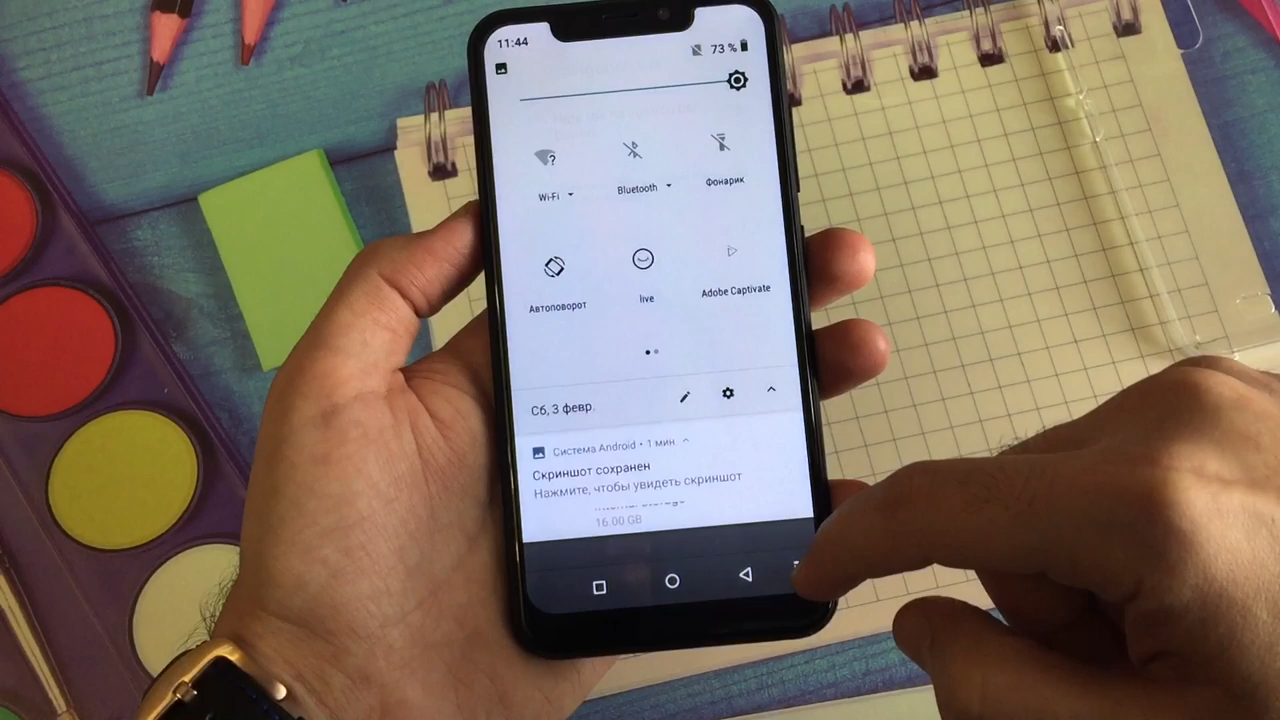 11:44
73 %
Wi-Fi
Bluetooth
Фонарик
Автоповорот
live
Adobe Captivate
Сб, 3 февр.
Система Android • 1 мин.
Скриншот сохранен
Нажмите, чтобы увидеть скриншот
16.00 GB